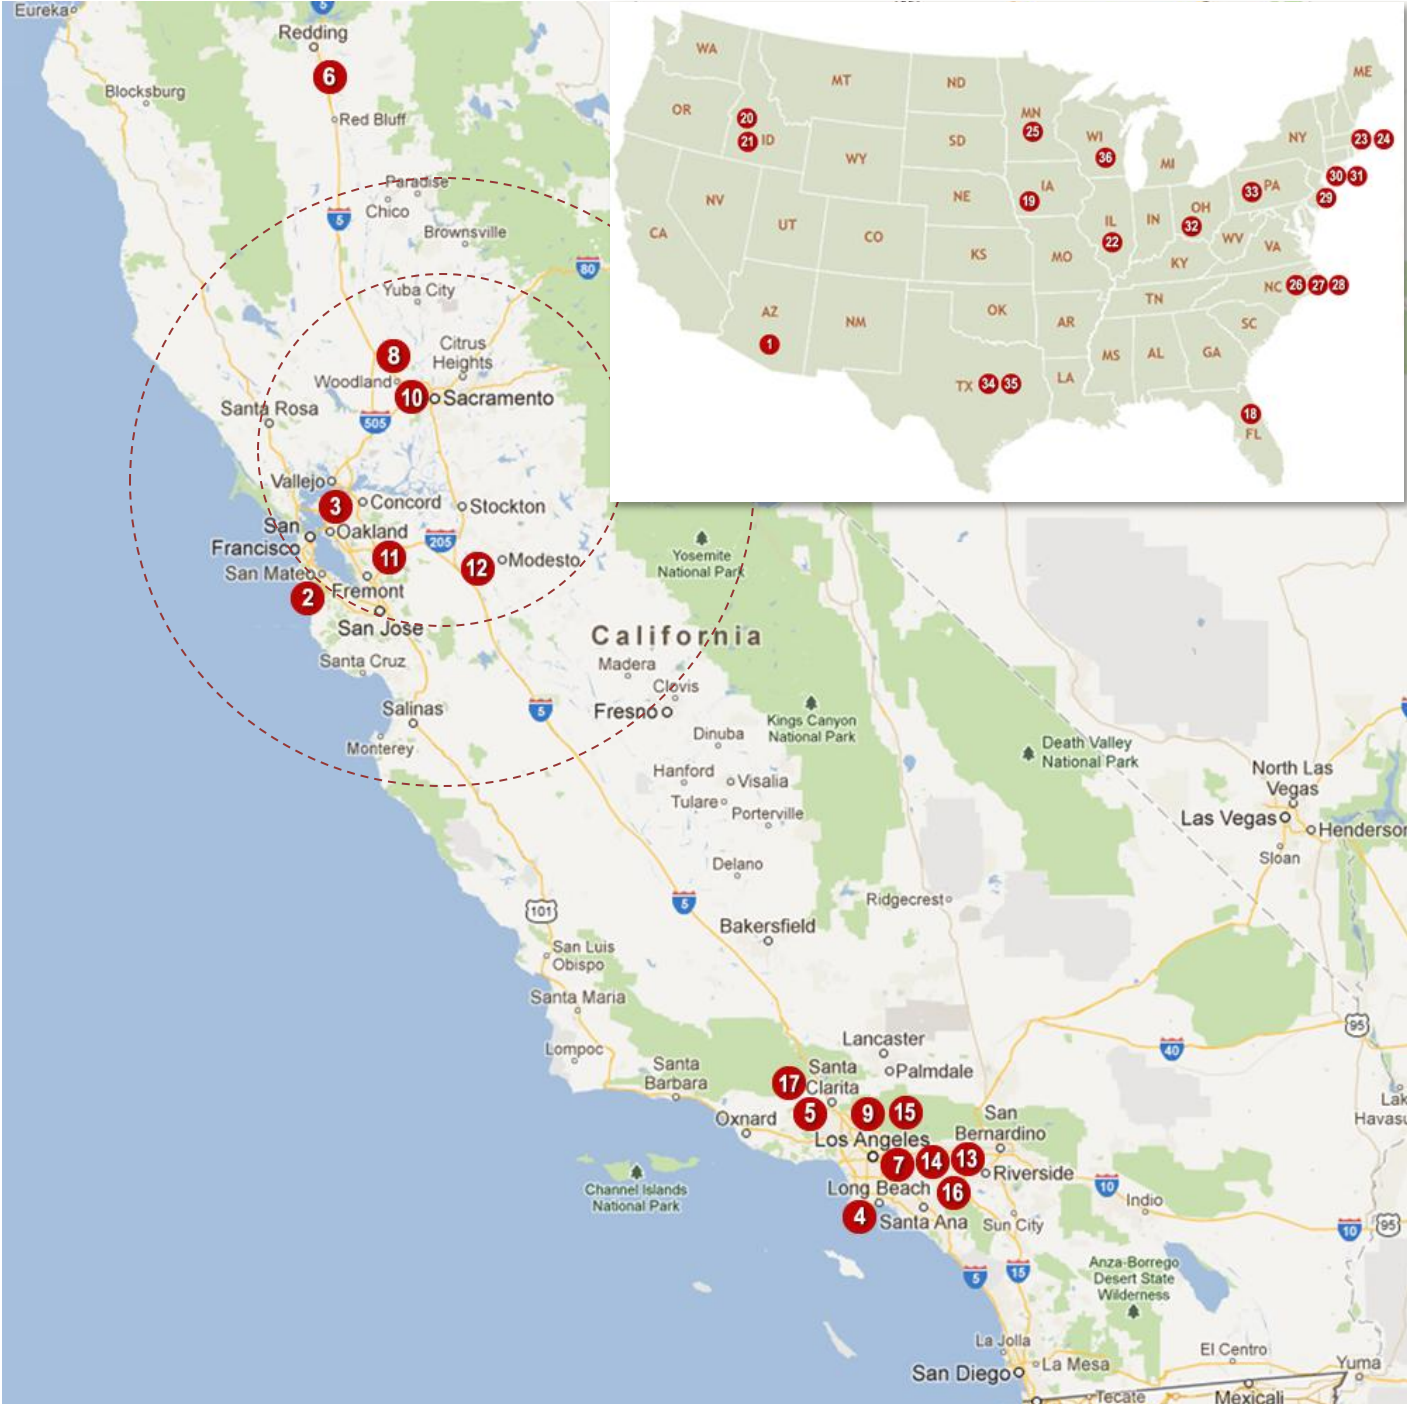 Eureka
5
Redding
6
Blocksburg
Red Bluff
Paradise
5
Chico
Brownsville
80
Yuba City
8
Citrus
Heights
Woodland
10
Sacramento
Santa Rosa
505
Vallejo
3
Concord
Stockton
San
Francisco
Oakland
205
11
12
Modesto
San Mateo
2
Fremont
San Jose
Santa Cruz
Yosemite
National Park
California
Madera
Clovis
Fresno
Salinas
5
Monterey
Kings Canyon
National Park
Dinuba
Death Valley
National Park
Hanford
Visalia
Tulare
Porterville
North Las
Vegas
Las Vegas
Henderson
Sloan
Delano
Ridgecrest
5
101
Bakersfield
San Luis
Obispo
Santa Maria
95
Lompoc
Lancaster
40
Santa
Barbara
17
Santa
Clarita
Palmdale
Lak
Havasu
5
9
15
San
Bernardino
Oxnard
Los Angeles
7
14
13
Riverside
Channel Islands
National Park
Long Beach
16
10
Indio
4
Santa Ana
Sun City
10
95
5
15
Anza-Borrego
Desert State
Wilderness
La Jolla
La Mesa
El Centro
Yuma
San Diego
Tecate
Mexicali
WA
MT
ND
MN
25
ME
OR
20
21
ID
SD
WI
36
MI
NY
23
24
WY
NE
IA
19
33
PA
30
31
29
NV
UT
CO
CA
IL
22
IN
OH
32
WV
VA
KS
MO
KY
NC
26
27
28
AZ
1
NM
OK
AR
TN
SC
MS
AL
GA
TX
34
35
LA
18
FL